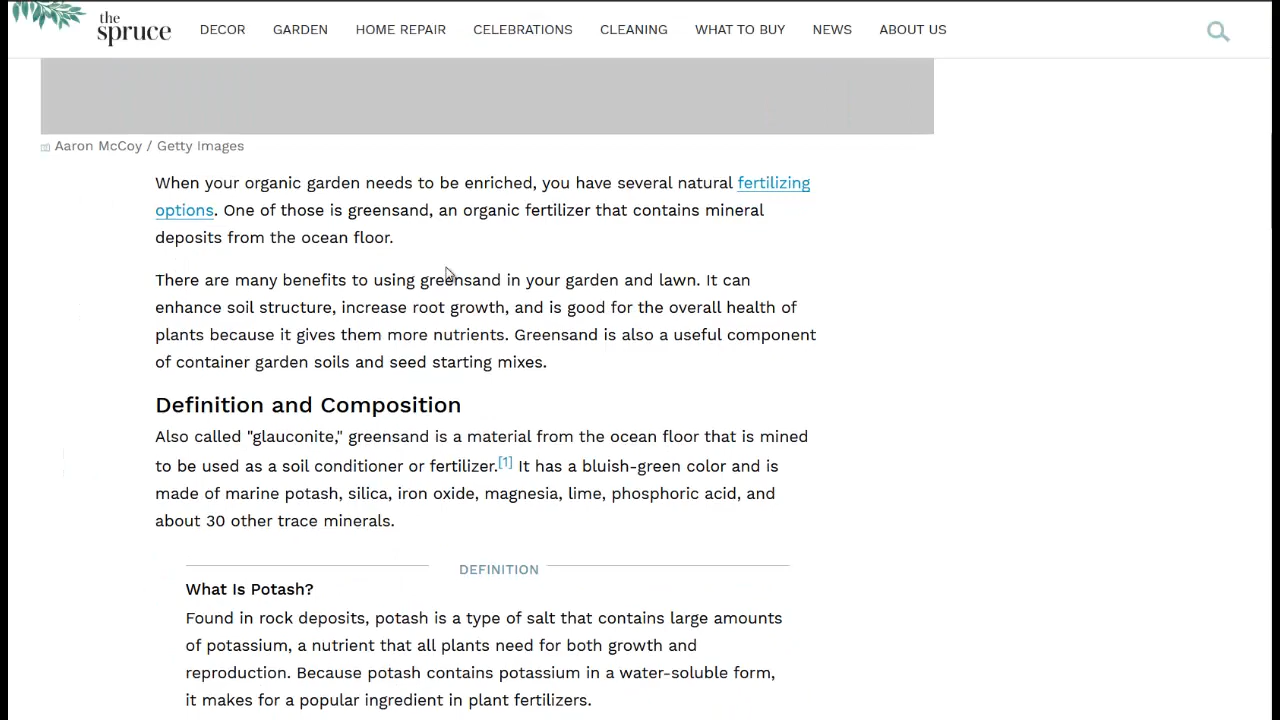 the
spruce
DECOR GARDEN HOME REPAIR CELEBRATIONS CLEANING WHAT TO BUY NEWS ABOUT US
Aaron McCoy / Getty Images
When your organic garden needs to be enriched, you have several natural fertilizing
options. One of those is greensand, an organic fertilizer that contains mineral
deposits from the ocean floor.
There are many benefits to using greensand in your garden and lawn. It can
enhance soil structure, increase root growth, and is good for the overall health of
plants because it gives them more nutrients. Greensand is also a useful component
of container garden soils and seed starting mixes.
Definition and Composition
Also called "glauconite," greensand is a material from the ocean floor that is mined
to be used as a soil conditioner or fertilizer.[1] It has a bluish-green color and is
made of marine potash, silica, iron oxide, magnesia, lime, phosphoric acid, and
about 30 other trace minerals.
DEFINITION
What Is Potash?
Found in rock deposits, potash is a type of salt that contains large amounts
of potassium, a nutrient that all plants need for both growth and
reproduction. Because potash contains potassium in a water-soluble form,
it makes for a popular ingredient in plant fertilizers.